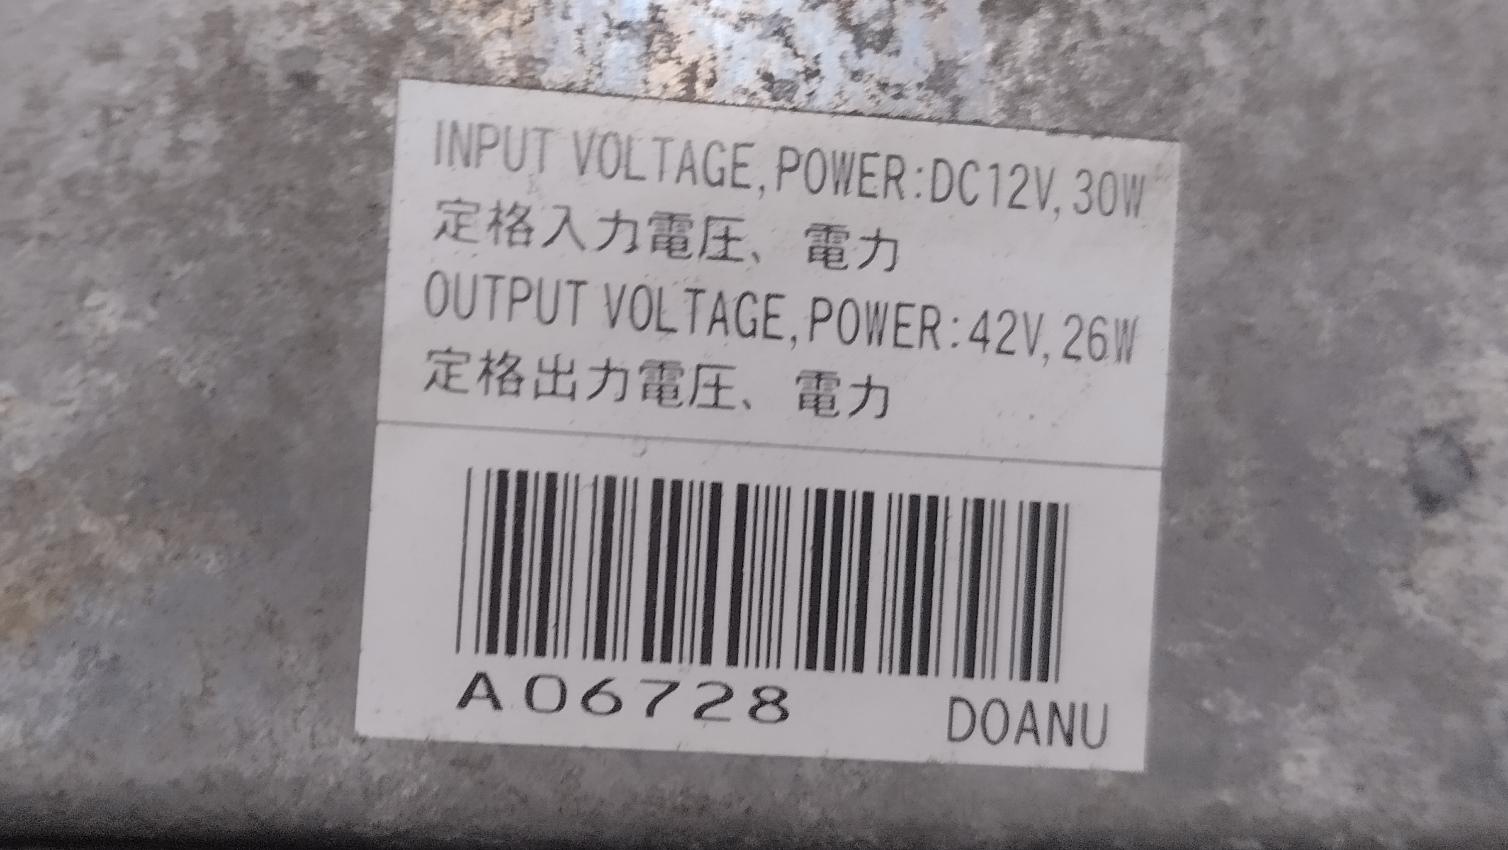 INPUT VOLTAGE,POWER:DC12V,30W
定格入力電圧、電力
OUTPUT VOLTAGE,POWER:42V,26W
定格出力電圧、電力
A06728 DOANU